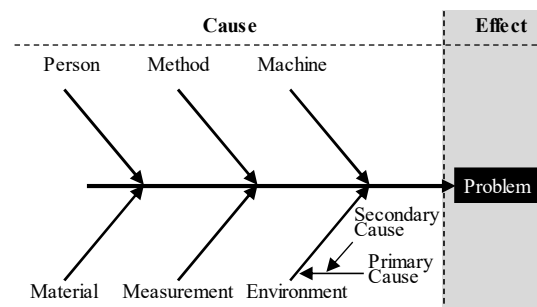 Cause Effect
Person Method Machine
Problem
Secondary
Cause
Primary
Cause
Material Measurement Environment